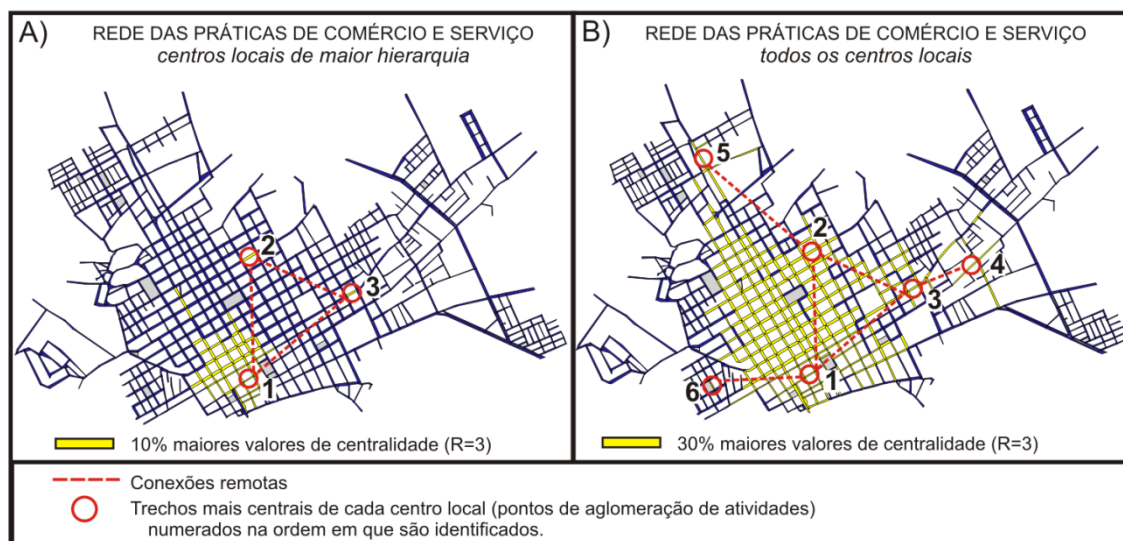 A)
REDE DAS PRÁTICAS DE COMÉRCIO E SERVIÇO
centros locais de maior hierarquia
2
3
1
10% maiores valores de centralidade (R=3)
B)
REDE DAS PRÁTICAS DE COMÉRCIO E SERVIÇO
todos os centros locais
5
2
4
3
1
6
30% maiores valores de centralidade (R=3)
Conexões remotas
Trechos mais centrais de cada centro local (pontos de aglomeração de atividades)
numerados na ordem em que são identificados.